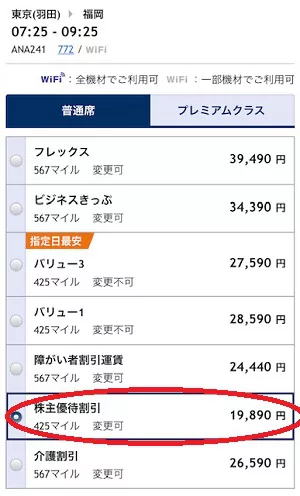 東京(羽田) ▶ 福岡
07:25 - 09:25
ANA241 772 / WiFi
WiFi :全機材でご利用可 WiFi :一部機材でご利用可
普通席 プレミアムクラス
フレックス
39,490 円
567マイル 変更可
ビジネスきっぷ
34,390 円
567マイル 変更可
指定日最安
バリュー3
27,590 円
425マイル 変更不可
バリュー1
28,590 円
425マイル 変更不可
障がい者割引運賃
24,440 円
567マイル 変更可
株主優待割引
19,890 円
425マイル 変更可
介護割引
26,590 円
567マイル 変更可